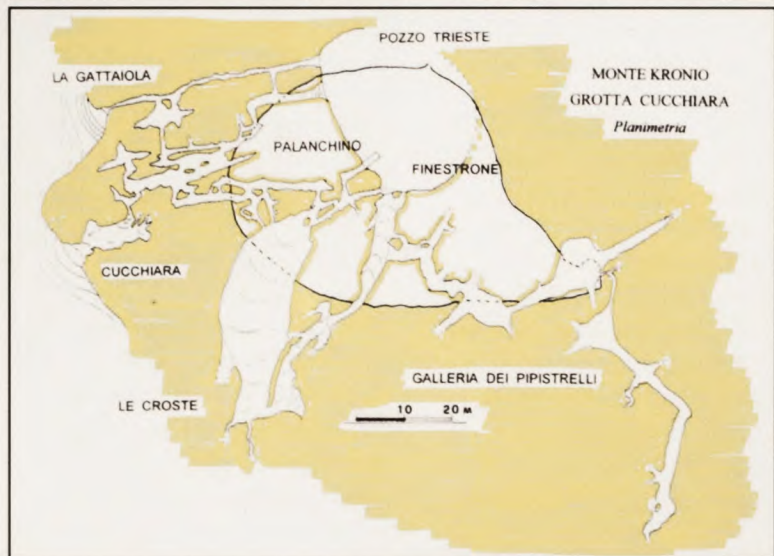 POZZO TRIESTE
LA GATTAIOLA
MONTE KRONIO
GROTTA CUCCHIARA
Planimetria
PALANCHINO
FINESTRONE
CUCCHIARA
GALLERIA DEI PIPISTRELLI
LE CROSTE
10 20 M